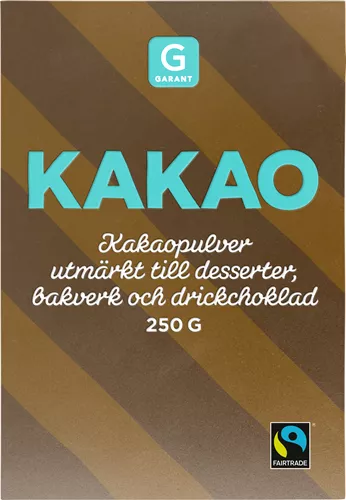 G
GARANT
KAKAO
Kakaopulver
utmärkt till desserter,
bakverk och drickchoklad
250 G
FAIRTRADE